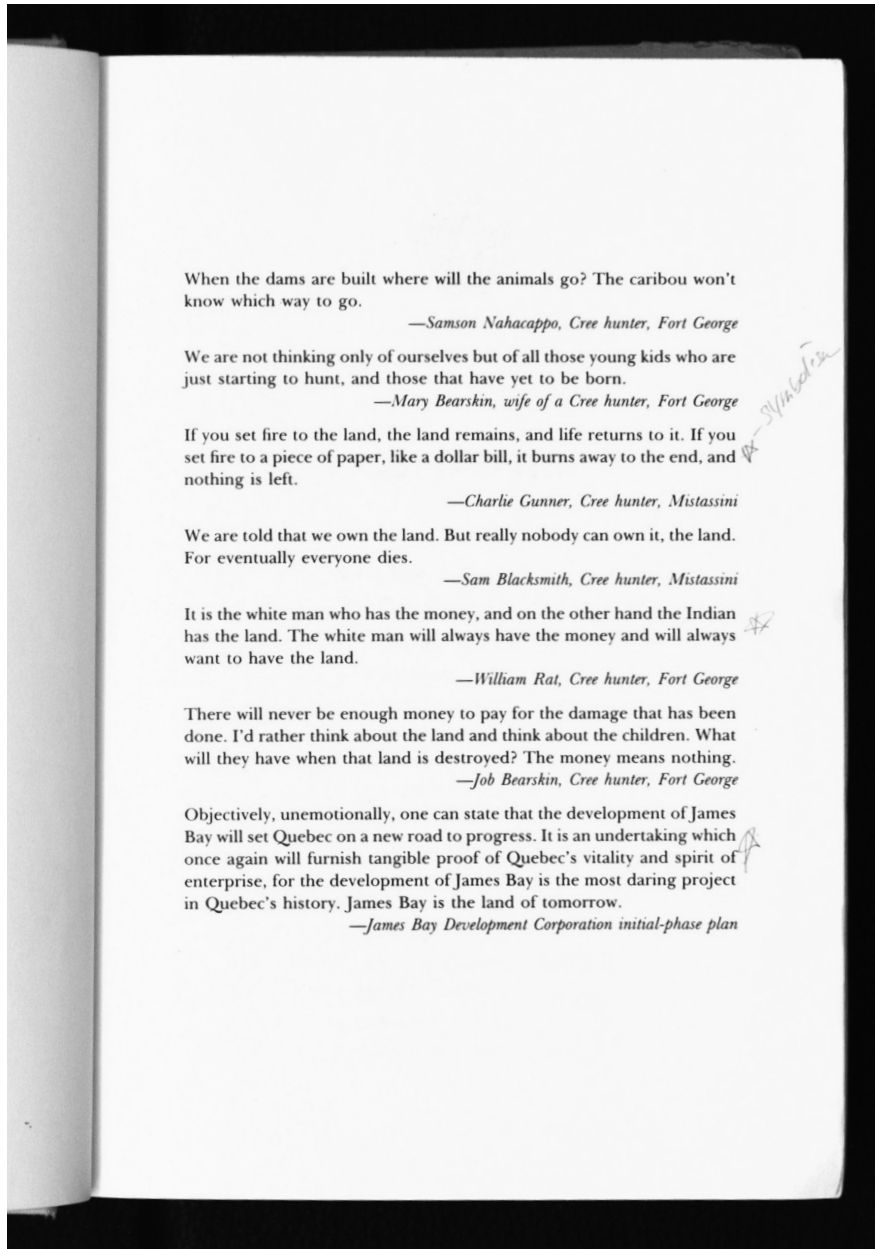 When the dams are built where will the animals go? The caribou won't
know which way to go.
—Samson Nahacappo, Cree hunter, Fort George
We are not thinking only of ourselves but of all those young kids who are
just starting to hunt, and those that have yet to be born.
—Mary Bearskin, wife of a Cree hunter, Fort George
If you set fire to the land, the land remains, and life returns to it. If you
set fire to a piece of paper, like a dollar bill, it burns away to the end, and
nothing is left.
—Charlie Gunner, Cree hunter, Mistassini
We are told that we own the land. But really nobody can own it, the land.
For eventually everyone dies.
—Sam Blacksmith, Cree hunter, Mistassini
It is the white man who has the money, and on the other hand the Indian
has the land. The white man will always have the money and will always
want to have the land.
—William Rat, Cree hunter, Fort George
There will never be enough money to pay for the damage that has been
done. I'd rather think about the land and think about the children. What
will they have when that land is destroyed? The money means nothing.
—Job Bearskin, Cree hunter, Fort George
Objectively, unemotionally, one can state that the development of James
Bay will set Quebec on a new road to progress. It is an undertaking which
once again will furnish tangible proof of Quebec's vitality and spirit of
enterprise, for the development of James Bay is the most daring project
in Quebec's history. James Bay is the land of tomorrow.
—James Bay Development Corporation initial-phase plan